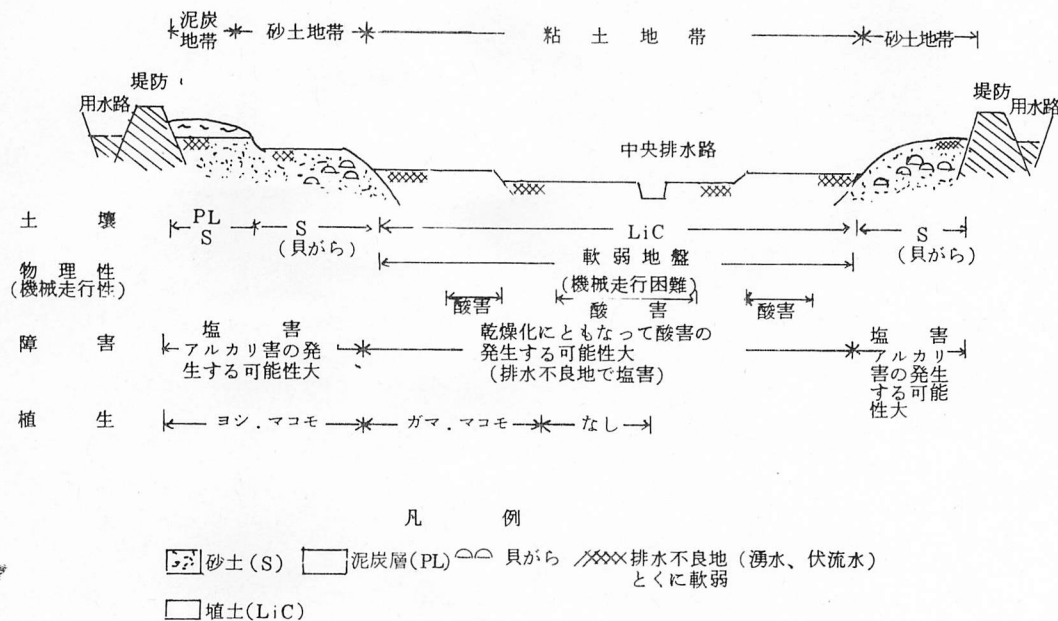 泥炭
地帯
砂土地帯
粘土地帯
砂土地帯
堤防
用水路
中央排水路
堤防
用水路
土壌
PL
S
S
(貝がら)
LiC
S
(貝がら)
物理性
(機械走行性)
軟弱地盤
(機械走行困難)
酸害
酸害
酸害
障害
塩害
アルカリ害の発
生する可能性大
乾燥化にともなって酸害の
発生する可能性大
(排水不良地で塩害)
塩害
アルカリ
害の発生
する可能
性大
植生
ヨシ.マコモ
ガマ.マコモ
なし
凡例
砂土(S)
泥炭層(PL)
貝がら
排水不良地(湧水、伏流水)
とくに軟弱
埴土(LiC)